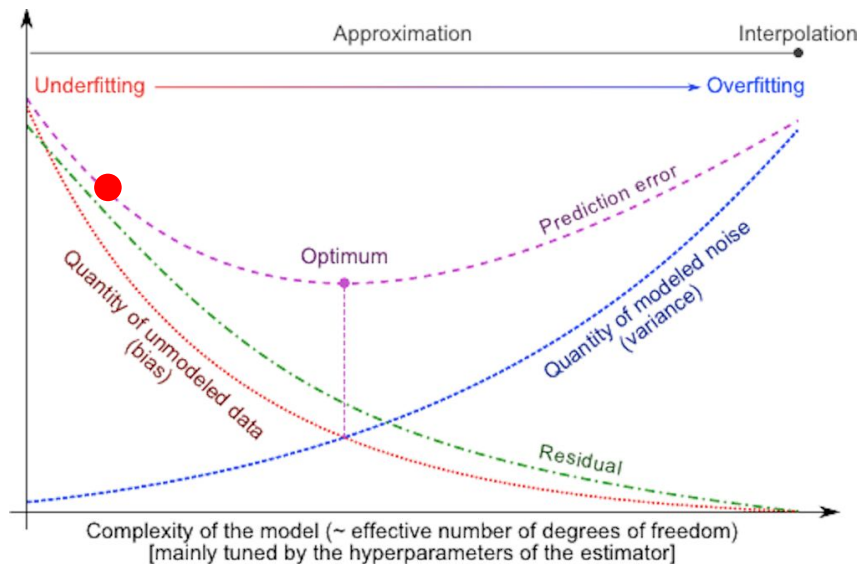 Approximation
Interpolation
Underfitting
Overfitting
Prediction error
Optimum
Quantity of unmodeled data
(bias)
Quantity of modeled noise
(variance)
Residual
Complexity of the model (~ effective number of degrees of freedom)
[mainly tuned by the hyperparameters of the estimator]